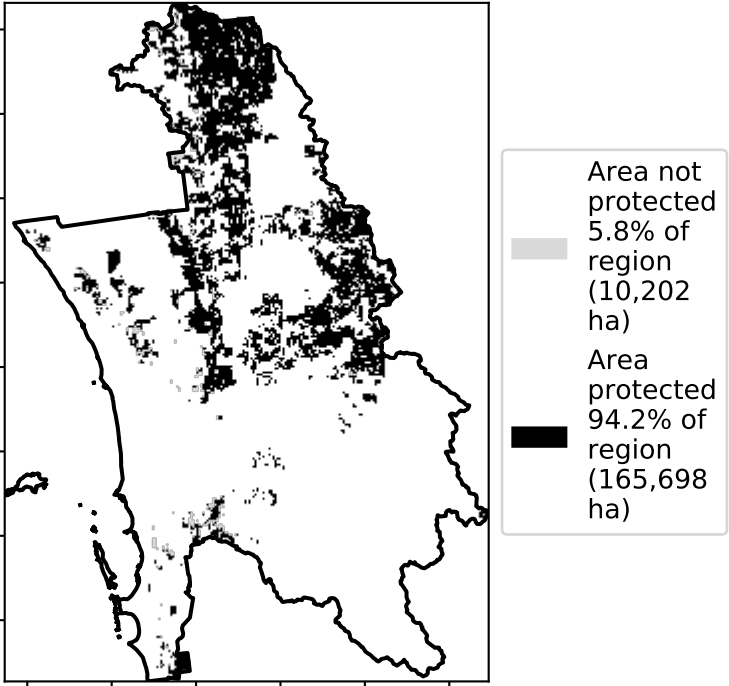 Area not
protected
5.8% of
region
(10,202
ha)
Area
protected
94.2% of
region
(165,698
ha)